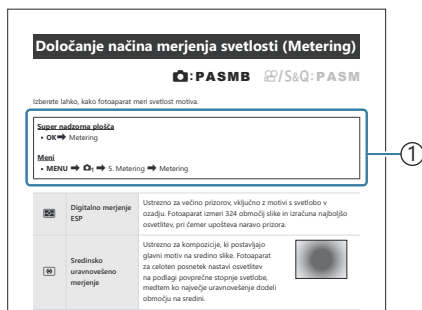 Določanje načina merjenja svetlosti (Metering)
: PASMB /S&Q: PASM
Izberete lahko, kako fotoaparat meri svetlost motiva.
Super nadzorna plošča
• OK ➡ Metering
Meni
• MENU ➡ 1 ➡ 5. Metering ➡ Metering
1
Digitalno merjenje
ESP
Ustrezno za večino prizorov, vključno z motivi s svetlobo v
ozadju. Fotoaparat izmeri 324 območij slike in izračuna najboljšo
osvetlitev, pri čemer upošteva naravo prizora.
Sredinsko
uravnoteženo
merjenje
Ustrezno za kompozicije, ki postavljajo
glavni motiv na sredino slike. Fotoaparat
za celoten posnetek nastavi osvetlitev
na podlagi povprečne stopnje svetlobe,
medtem ko največje uravnoteženje dodeli
območju na sredini.